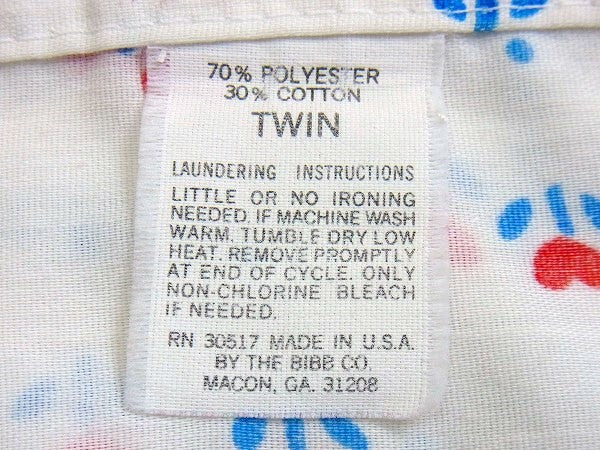 70% POLYESTER
30% COTTON
TWIN
LAUNDERING INSTRUCTIONS
LITTLE OR NO IRONING
NEEDED. IF MACHINE WASH
WARM. TUMBLE DRY LOW
HEAT. REMOVE PROMPTLY
AT END OF CYCLE. ONLY
NON-CHLORINE BLEACH
IF NEEDED.
RN 30517 MADE IN U.S.A.
BY THE BIBB CO.
MACON, GA. 31208